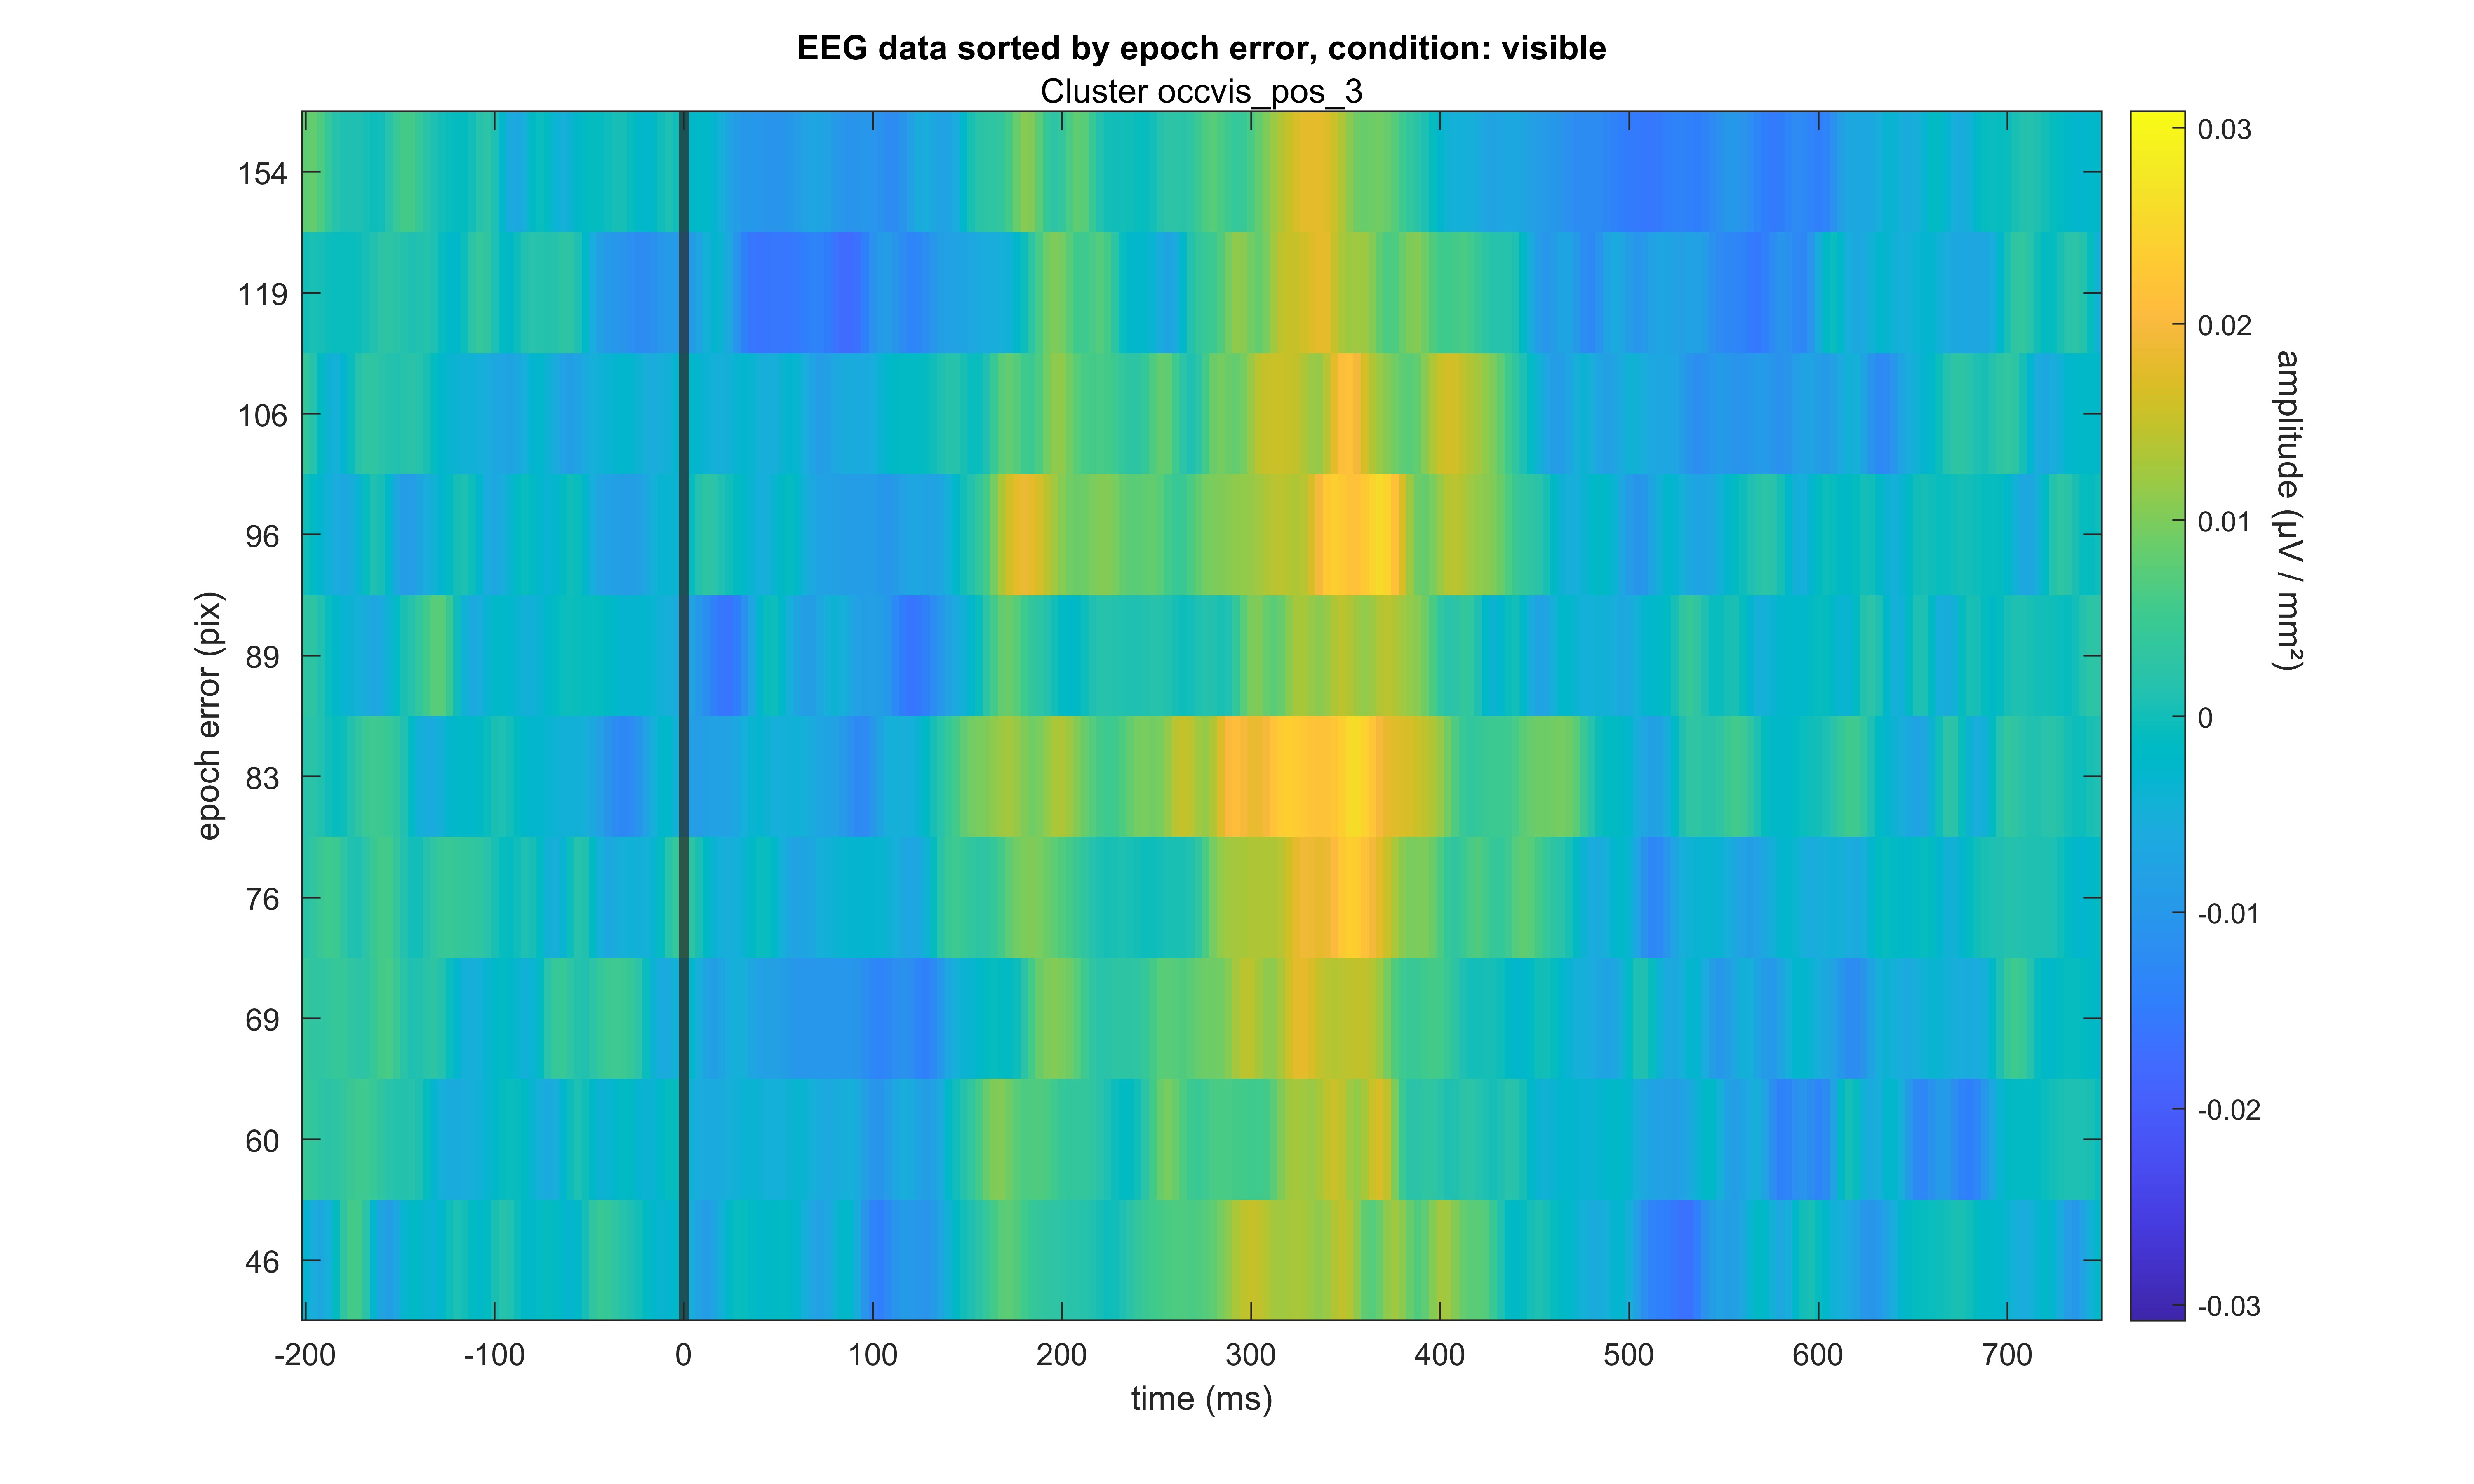 EEG data sorted by epoch error, condition: visible
Cluster occvis_pos_3
epoch error (pix)
154
119
106
96
89
83
76
69
60
46
-200 -100 0 100 200 300 400 500 600 700
time (ms)
0.03
0.02
0.01
0
-0.01
-0.02
-0.03
amplitude (µV / mm²)